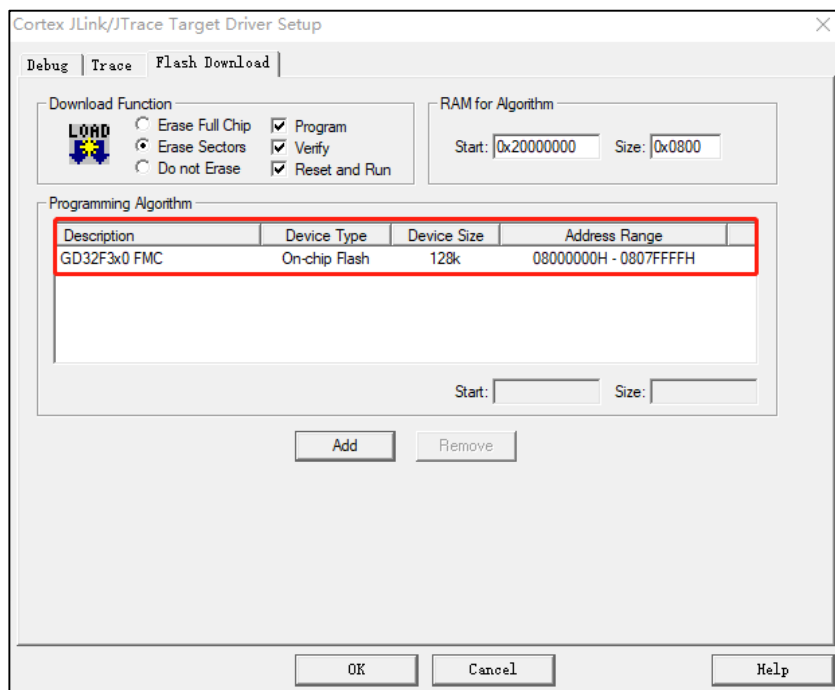 Cortex JLink/JTrace Target Driver Setup
Debug Trace Flash Download
Download Function
LOAD
Erase Full Chip
Erase Sectors
Do not Erase
Program
Verify
Reset and Run
RAM for Algorithm
Start: 0x20000000 Size: 0x0800
Programming Algorithm
Description Device Type Device Size Address Range
GD32F3x0 FMC On-chip Flash 128k 08000000H - 0807FFFFH
Start: Size:
Add Remove
OK Cancel Help